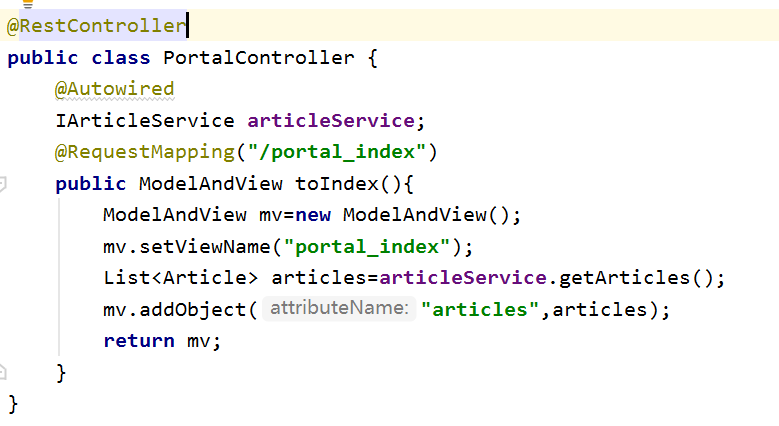 @RestController
public class PortalController {
    @Autowired
    IArticleService articleService;
    @RequestMapping("/portal_index")
    public ModelAndView toIndex(){
        ModelAndView mv=new ModelAndView();
        mv.setViewName("portal_index");
        List<Article> articles=articleService.getArticles();
        mv.addObject( attributeName: "articles",articles);
        return mv;
    }
}